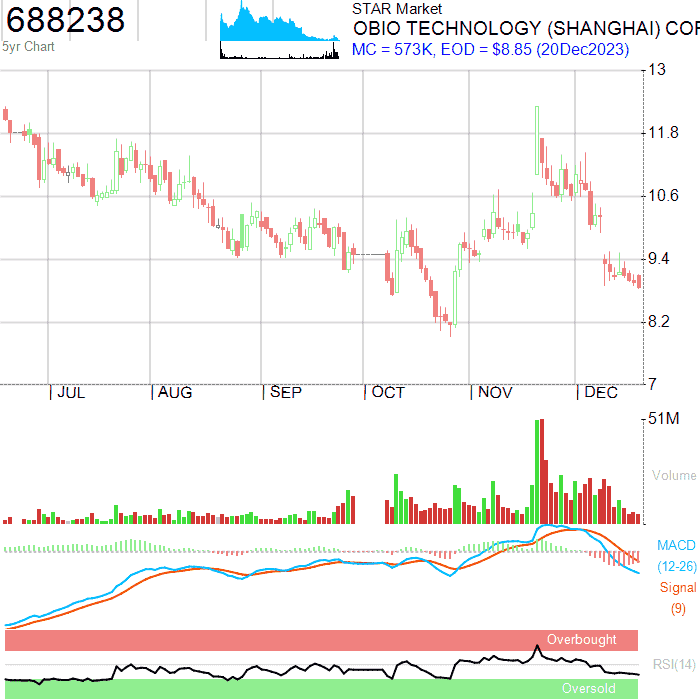 688238
5yr Chart
STAR Market
OBIO TECHNOLOGY (SHANGHAI) COR
MC = 573K, EOD = $8.85 (20Dec2023)
13
11.8
10.6
9.4
8.2
7
JUL AUG SEP OCT NOV DEC
51M
Volume
MACD
(12-26)
Signal
(9)
Overbought
RSI(14)
Oversold